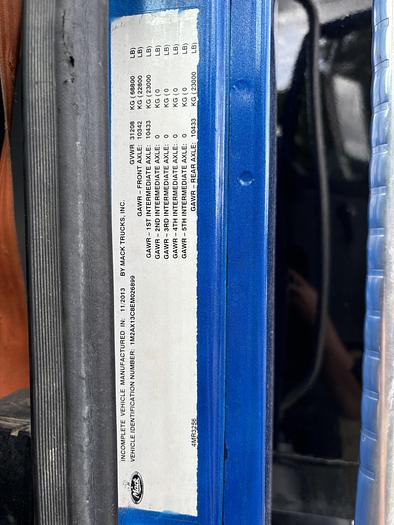 INCOMPLETE VEHICLE MANUFACTURED IN: 11/2013 BY MACK TRUCKS, INC.
VEHICLE IDENTIFICATION NUMBER: 1M2AX13C8EM026899
GVWR 31208 KG ( 68800 LB)
GAWR - FRONT AXLE: 10342 KG ( 22800 LB)
GAWR - 1ST INTERMEDIATE AXLE: 10433 KG ( 23000 LB)
GAWR - 2ND INTERMEDIATE AXLE: 0 KG ( 0 LB)
GAWR - 3RD INTERMEDIATE AXLE: 0 KG ( 0 LB)
GAWR - 4TH INTERMEDIATE AXLE: 0 KG ( 0 LB)
GAWR - 5TH INTERMEDIATE AXLE: 0 KG ( 0 LB)
GAWR - REAR AXLE: 10433 KG ( 23000 LB)
Mack
4MR3256